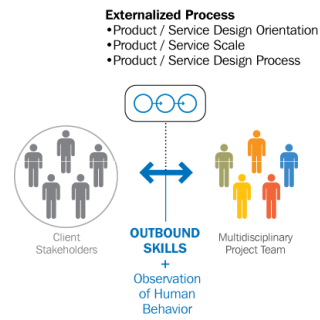 Externalized Process
•Product / Service Design Orientation
•Product / Service Scale
•Product / Service Design Process
Client
Stakeholders
OUTBOUND
SKILLS
+
Observation
of Human
Behavior
Multidisciplinary
Project Team